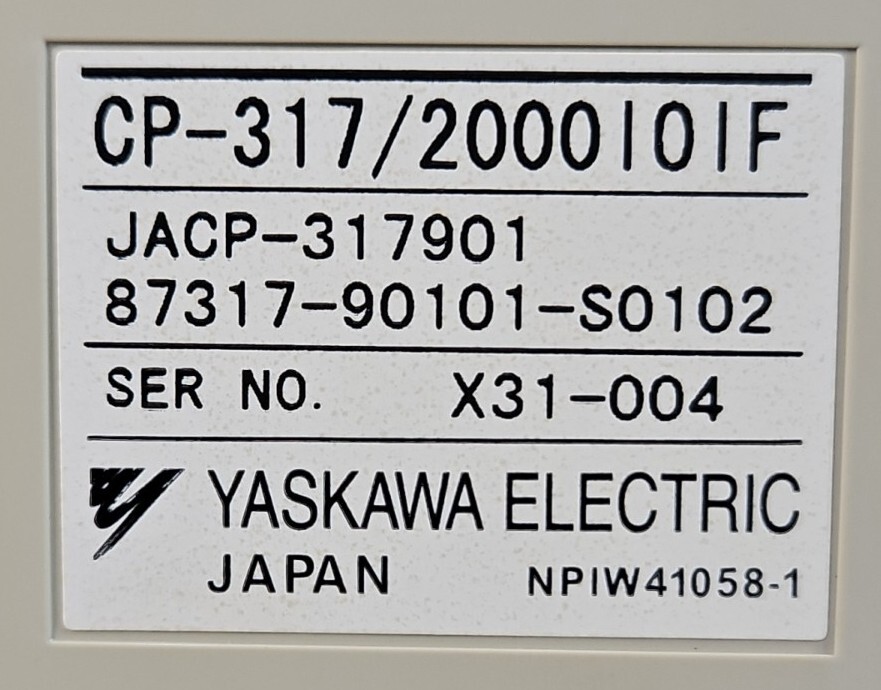 CP-317/2000IOIF
JACP-317901
87317-90101-S0102
SER NO. X31-004
YASKAWA ELECTRIC
JAPAN NPIW41058-1